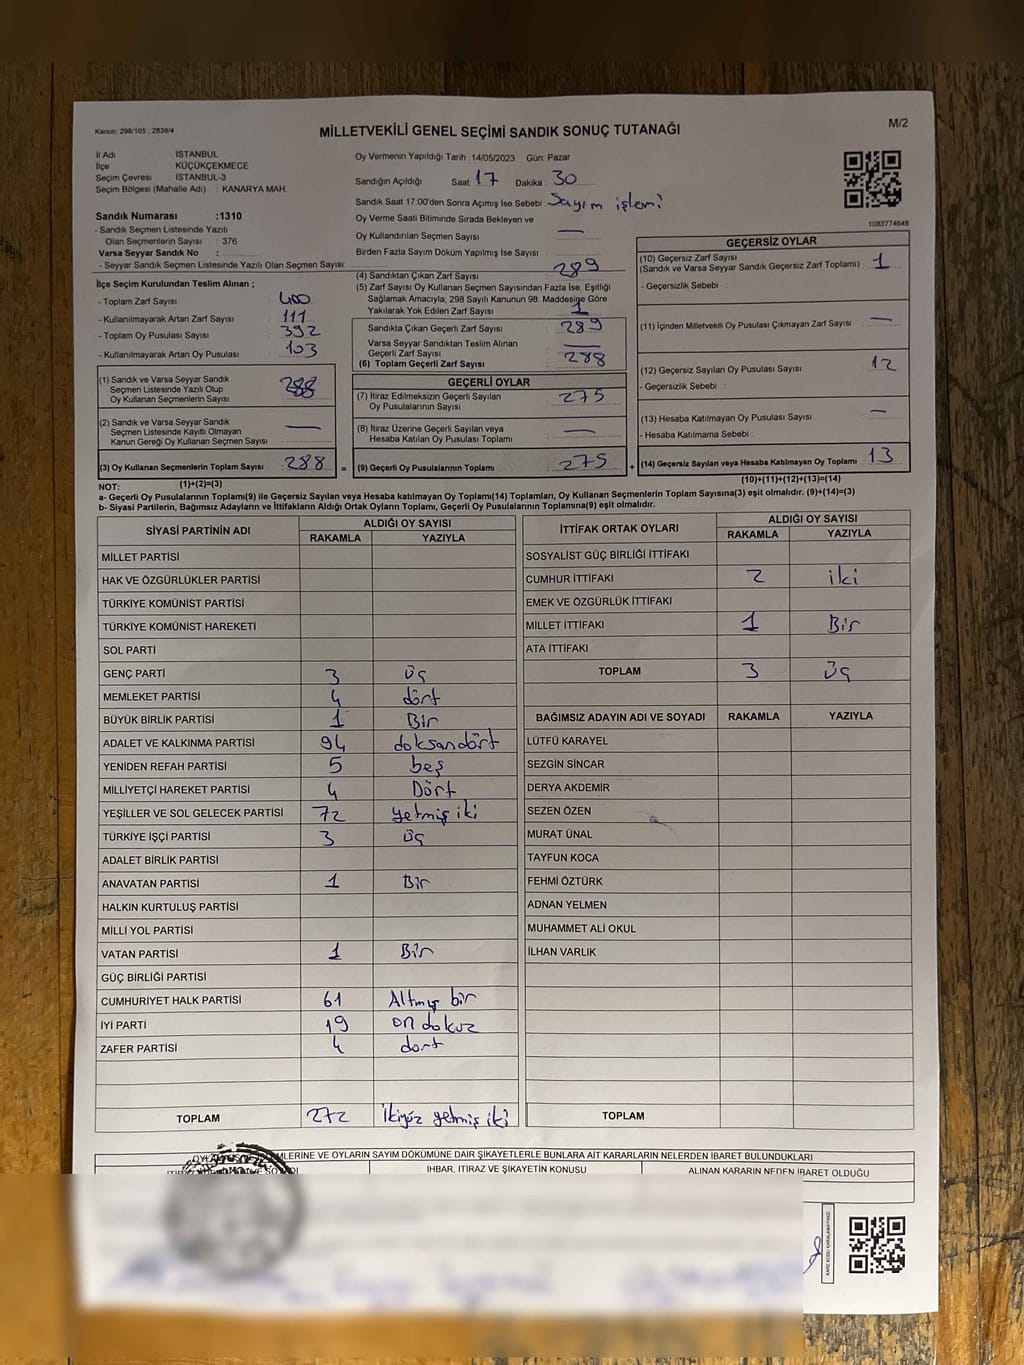 Kanun: 298/105 , 2839/4
MİLLETVEKİLİ GENEL SEÇİMİ SANDIK SONUÇ TUTANAĞI
M/2
İl Adı : İSTANBUL
İlçe : KÜÇÜKÇEKMECE
Seçim Çevresi : İSTANBUL-3
Seçim Bölgesi (Mahalle Adı) : KANARYA MAH.
Oy Vermenin Yapıldığı Tarih :14/05/2023 Gün: Pazar
Sandığın Açıldığı Saat 17 Dakika : 30
Sandık Saat 17:00'den Sonra Açımış İse Sebebi : Sayım işlemi
Oy Verme Saati Bitiminde Sırada Bekleyen ve
Oy Kullandırılan Seçmen Sayısı : —
Birden Fazla Sayım Döküm Yapılmış İse Sayısı :
1083774648
Sandık Numarası :1310
- Sandık Seçmen Listesinde Yazılı
Olan Seçmenlerin Sayısı : 376
Varsa Seyyar Sandık No :
- Seyyar Sandık Seçmen Listesinde Yazılı Olan Seçmen Sayısı :
İlçe Seçim Kurulundan Teslim Alınan ;
- Toplam Zarf Sayısı : 400
- Kullanılmayarak Artan Zarf Sayısı : 111
- Toplam Oy Pusulası Sayısı : 392
- Kullanılmayarak Artan Oy Pusulası : 103
(1) Sandık ve Varsa Seyyar Sandık
Seçmen Listesinde Yazılı Olup
Oy Kullanan Seçmenlerin Sayısı : 288
(2) Sandık ve Varsa Seyyar Sandık
Seçmen Listesinde Kayıtlı Olmayan
Kanun Gereği Oy Kullanan Seçmen Sayısı : —
(3) Oy Kullanan Seçmenlerin Toplam Sayısı : 288 =
(1)+(2)=(3)
(4) Sandıktan Çıkan Zarf Sayısı : 289
(5) Zarf Sayısı Oy Kullanan Seçmen Sayısından Fazla İse, Eşitliği
Sağlamak Amacıyla; 298 Sayılı Kanunun 98. Maddesine Göre
Yakılarak Yok Edilen Zarf Sayısı : 1
Sandıkla Çıkan Geçerli Zarf Sayısı : 289
Varsa Seyyar Sandıktan Teslim Alınan
Geçerli Zarf Sayısı : —
(6) Toplam Geçerli Zarf Sayısı : 288
GEÇERLİ OYLAR
(7) İtiraz Edilmeksizin Geçerli Sayılan
Oy Pusulalarının Sayısı : 275
(8) İtiraz Üzerine Geçerli Sayılan veya
Hesaba Katılan Oy Pusulası Toplamı : —
(9) Geçerli Oy Pusulalarının Toplamı : 275 +
GEÇERSİZ OYLAR
(10) Geçersiz Zarf Sayısı
(Sandık ve Varsa Seyyar Sandık Geçersiz Zarf Toplamı) : 1
- Geçersizlik Sebebi :
(11) İçinden Milletvekili Oy Pusulası Çıkmayan Zarf Sayısı : —
(12) Geçersiz Sayılan Oy Pusulası Sayısı : 12
- Geçersizlik Sebebi :
(13) Hesaba Katılmayan Oy Pusulası Sayısı : —
- Hesaba Katılmama Sebebi :
(14) Geçersiz Sayılan veya Hesaba Katılmayan Oy Toplamı : 13
(10)+(11)+(12)+(13)=(14)
NOT:
a- Geçerli Oy Pusulalarının Toplamı(9) ile Geçersiz Sayılan veya Hesaba katılmayan Oy Toplamı(14) Toplamları, Oy Kullanan Seçmenlerin Toplam Sayısına(3) eşit olmalıdır. (9)+(14)=(3)
b- Siyasi Partilerin, Bağımsız Adayların ve İttifakların Aldığı Ortak Oyların Toplamı, Geçerli Oy Pusulalarının Toplamına(9) eşit olmalıdır.
SİYASİ PARTİNİN ADI ALDIĞI OY SAYISI
RAKAMLA YAZIYLA
MİLLET PARTİSİ
HAK VE ÖZGÜRLÜKLER PARTİSİ
TÜRKİYE KOMÜNİST PARTİSİ
TÜRKİYE KOMÜNİST HAREKETİ
SOL PARTİ
GENÇ PARTİ 3 üç
MEMLEKET PARTİSİ 4 dört
BÜYÜK BİRLİK PARTİSİ 1 Bir
ADALET VE KALKINMA PARTİSİ 94 doksandört
YENİDEN REFAH PARTİSİ 5 beş
MİLLİYETÇİ HAREKET PARTİSİ 4 Dört
YEŞİLLER VE SOL GELECEK PARTİSİ 72 yetmiş iki
TÜRKİYE İŞÇİ PARTİSİ 3 üç
ADALET BİRLİK PARTİSİ
ANAVATAN PARTİSİ 1 Bir
HALKIN KURTULUŞ PARTİSİ
MİLLİ YOL PARTİSİ
VATAN PARTİSİ 1 Bir
GÜÇ BİRLİĞİ PARTİSİ
CUMHURİYET HALK PARTİSİ 61 Altmış bir
İYİ PARTİ 19 on dokuz
ZAFER PARTİSİ 4 dort
TOPLAM 272 ikiyüz yetmiş iki
İTTİFAK ORTAK OYLARI ALDIĞI OY SAYISI
RAKAMLA YAZIYLA
SOSYALİST GÜÇ BİRLİĞİ İTTİFAKI
CUMHUR İTTİFAKI 2 iki
EMEK VE ÖZGÜRLÜK İTTİFAKI
MİLLET İTTİFAKI 1 Bir
ATA İTTİFAKI
TOPLAM 3 üç
BAĞIMSIZ ADAYIN ADI VE SOYADI RAKAMLA YAZIYLA
LÜTFÜ KARAYEL
SEZGİN SİNCAR
DERYA AKDEMİR
SEZEN ÖZEN
MURAT ÜNAL
TAYFUN KOCA
FEHMİ ÖZTÜRK
ADNAN YELMEN
MUHAMMET ALİ OKUL
İLHAN VARLIK
TOPLAM
VE OYLARIN SAYIM DÖKÜMÜNE DAİR ŞİKAYETLERLE BUNLARA AİT KARARLARIN NELERDEN İBARET BULUNDUKLARI
İHBAR, İTİRAZ VE ŞİKAYETİN KONUSU
ALINAN KARARIN NEDEN İBARET OLDUĞU